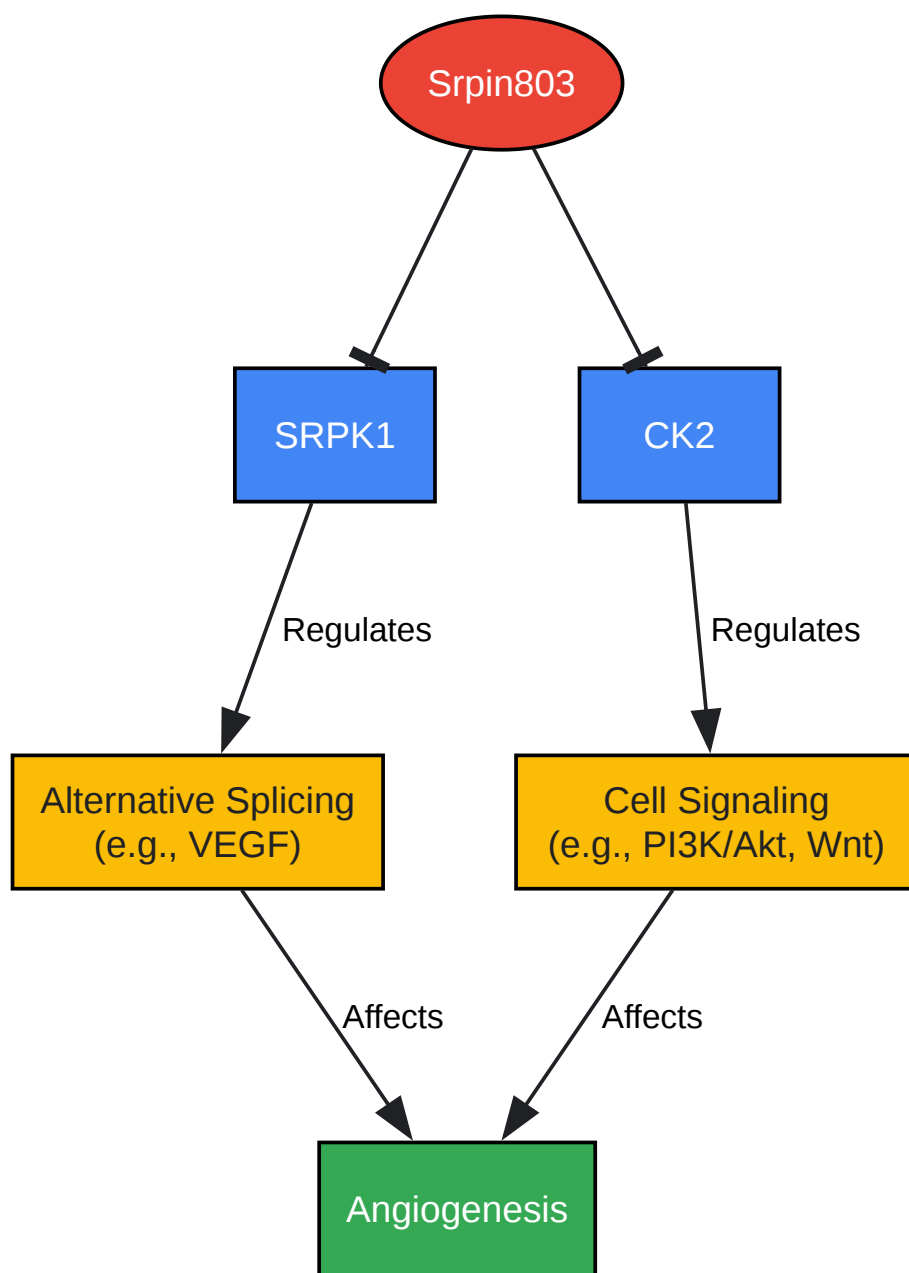 Srpin803
SRPK1
CK2
Regulates
Regulates
Alternative Splicing
(e.g., VEGF)
Cell Signaling
(e.g., PI3K/Akt, Wnt)
Affects
Affects
Angiogenesis